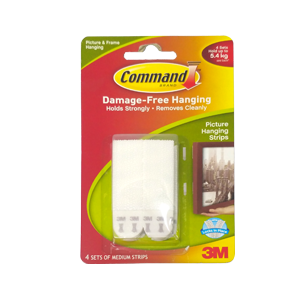 Picture & Frame
Hanging
4 Sets
Hold up to
5.4 kg
Command
BRAND
Damage-Free Hanging
Holds Strongly • Removes Cleanly
Picture
Hanging
Strips
4 SETS OF MEDIUM STRIPS
3M